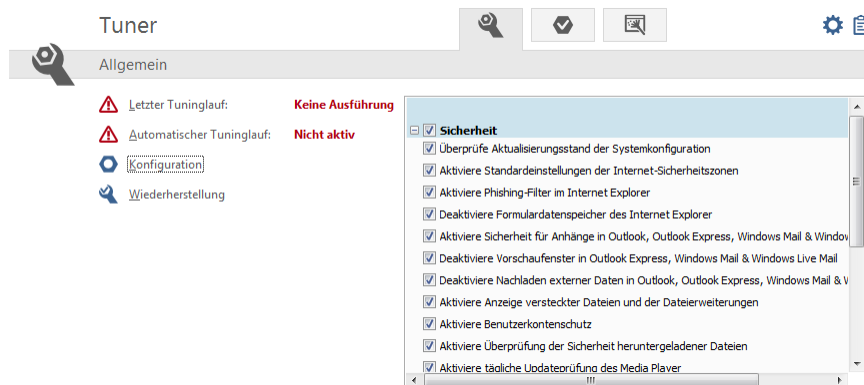 Tuner
Allgemein
Letzter Tuninglauf: Keine Ausführung
Automatischer Tuninglauf: Nicht aktiv
Konfiguration
Wiederherstellung
Sicherheit
Überprüfe Aktualisierungsstand der Systemkonfiguration
Aktiviere Standardeinstellungen der Internet-Sicherheitszonen
Aktiviere Phishing-Filter im Internet Explorer
Deaktiviere Formulardatenspeicher des Internet Explorer
Aktiviere Sicherheit für Anhänge in Outlook, Outlook Express, Windows Mail & Window
Deaktiviere Vorschaufenster in Outlook Express, Windows Mail & Windows Live Mail
Deaktiviere Nachladen externer Daten in Outlook, Outlook Express, Windows Mail &
Aktiviere Anzeige versteckter Dateien und der Dateierweiterungen
Aktiviere Benutzerkontenschutz
Aktiviere Überprüfung der Sicherheit heruntergeladener Dateien
Aktiviere tägliche Updateprüfung des Media Player